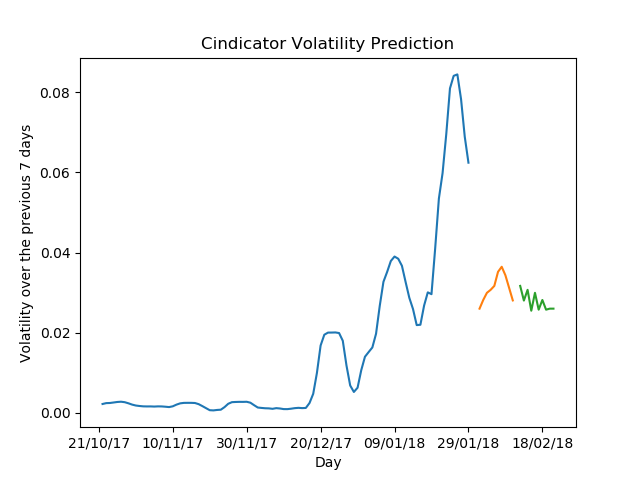 Cindicator Volatility Prediction
Volatility over the previous 7 days
0.08
0.06
0.04
0.02
0.00
21/10/17 10/11/17 30/11/17 20/12/17 09/01/18 29/01/18 18/02/18
Day